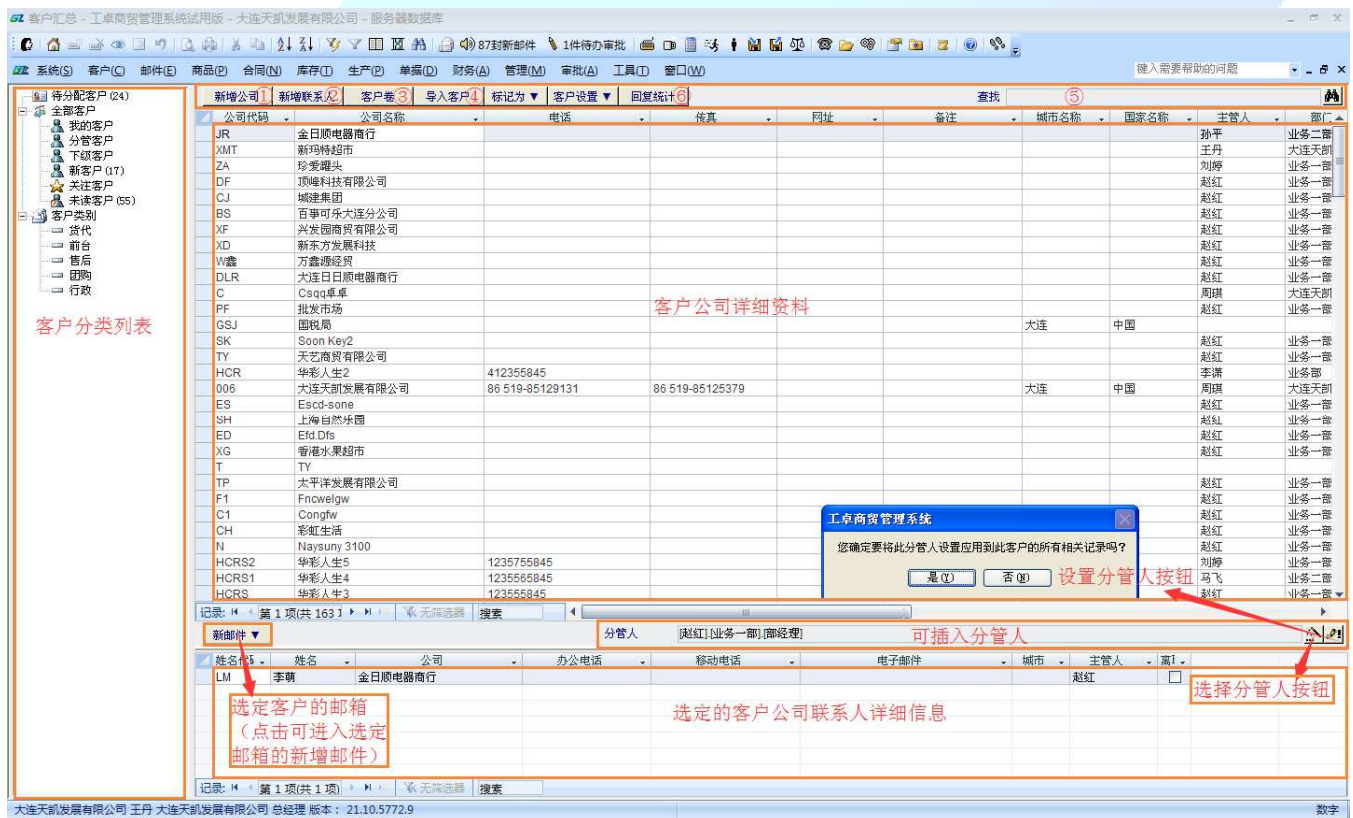 客户汇总 - 工卓商贸管理系统试用版 - 大连天凯发展有限公司 - 服务器数据库
87封新邮件 1件待办审批
系统(S) 客户(C) 邮件(E) 商品(P) 合同(N) 库存(I) 生产(P) 单据(D) 财务(A) 管理(M) 审批(A) 工具(T) 窗口(W) 键入需要帮助的问题
待分配客户(24)
全部客户
我的客户
分管客户
下级客户
新客户(17)
关注客户
未读客户(55)
客户类别
货代
前台
售后
团购
行政
客户分类列表
新增公司① 新增联系② 客户卷③ 导入客户④ 标记为▼ 客户设置▼ 回复统计⑥ 查找 ⑤
公司代码 公司名称 电话 传真 网址 备注 城市名称 国家名称 主管人 部门
JR 金日顺电器商行 孙平 业务二部
XMT 新玛特超市 王丹 大连天凯
ZA 珍爱罐头 刘婷 业务一部
DF 顶峰科技有限公司 赵红 业务一部
CJ 城建集团 赵红 业务一部
BS 百事可乐大连分公司 赵红 业务一部
XF 兴发园商贸有限公司 赵红 业务一部
XD 新东方发展科技 赵红 业务一部
W鑫 万鑫源经贸 赵红 业务一部
DLR 大连日日顺电器商行 赵红 业务一部
C Csqq卓卓 周琪 大连天凯
PF 批发市场 赵红 业务一部
客户公司详细资料
GSJ 国税局 大连 中国
SK Soon Key2 赵红 业务一部
TY 天艺商贸有限公司 赵红 业务一部
HCR 华彩人生2 412355845 李潇 业务部
006 大连天凯发展有限公司 86 519-85129131 86 519-85125379 大连 中国 周琪 大连天凯
ES Escd-sone 赵红 业务一部
SH 上海自然乐园 赵红 业务一部
ED Efd.Dfs 赵红 业务一部
XG 香港水果超市 赵红 业务一部
T TY
TP 太平洋发展有限公司 赵红 业务一部
F1 Fncwelgw 赵红 业务一部
C1 Congfw 赵红 业务一部
CH 彩虹生活 赵红 业务一部
N Naysuny 3100 赵红 业务一部
HCRS2 华彩人生5 1235755845 刘婷 业务一部
HCRS1 华彩人生4 1235565845 马飞 业务二部
HCRS 华彩人生3 123555845 赵红 业务一部
工卓商贸管理系统
您确定要将此分管人设置应用到此客户的所有相关记录吗?
是(Y) 否(N)
设置分管人按钮
记录: 第 1 项(共 163 项 无筛选器 搜索
新邮件▼ 分管人 [赵红].[业务一部].[部经理] 可插入分管人
姓名代码 姓名 公司 办公电话 移动电话 电子邮件 城市 主管人 离职
LM 李萌 金日顺电器商行 赵红
选择分管人按钮
选定客户的邮箱
(点击可进入选定
邮箱的新增邮件)
选定的客户公司联系人详细信息
记录: 第 1 项(共 1 项) 无筛选器 搜索
大连天凯发展有限公司 王丹 大连天凯发展有限公司 总经理 版本: 21.10.5772.9 数字